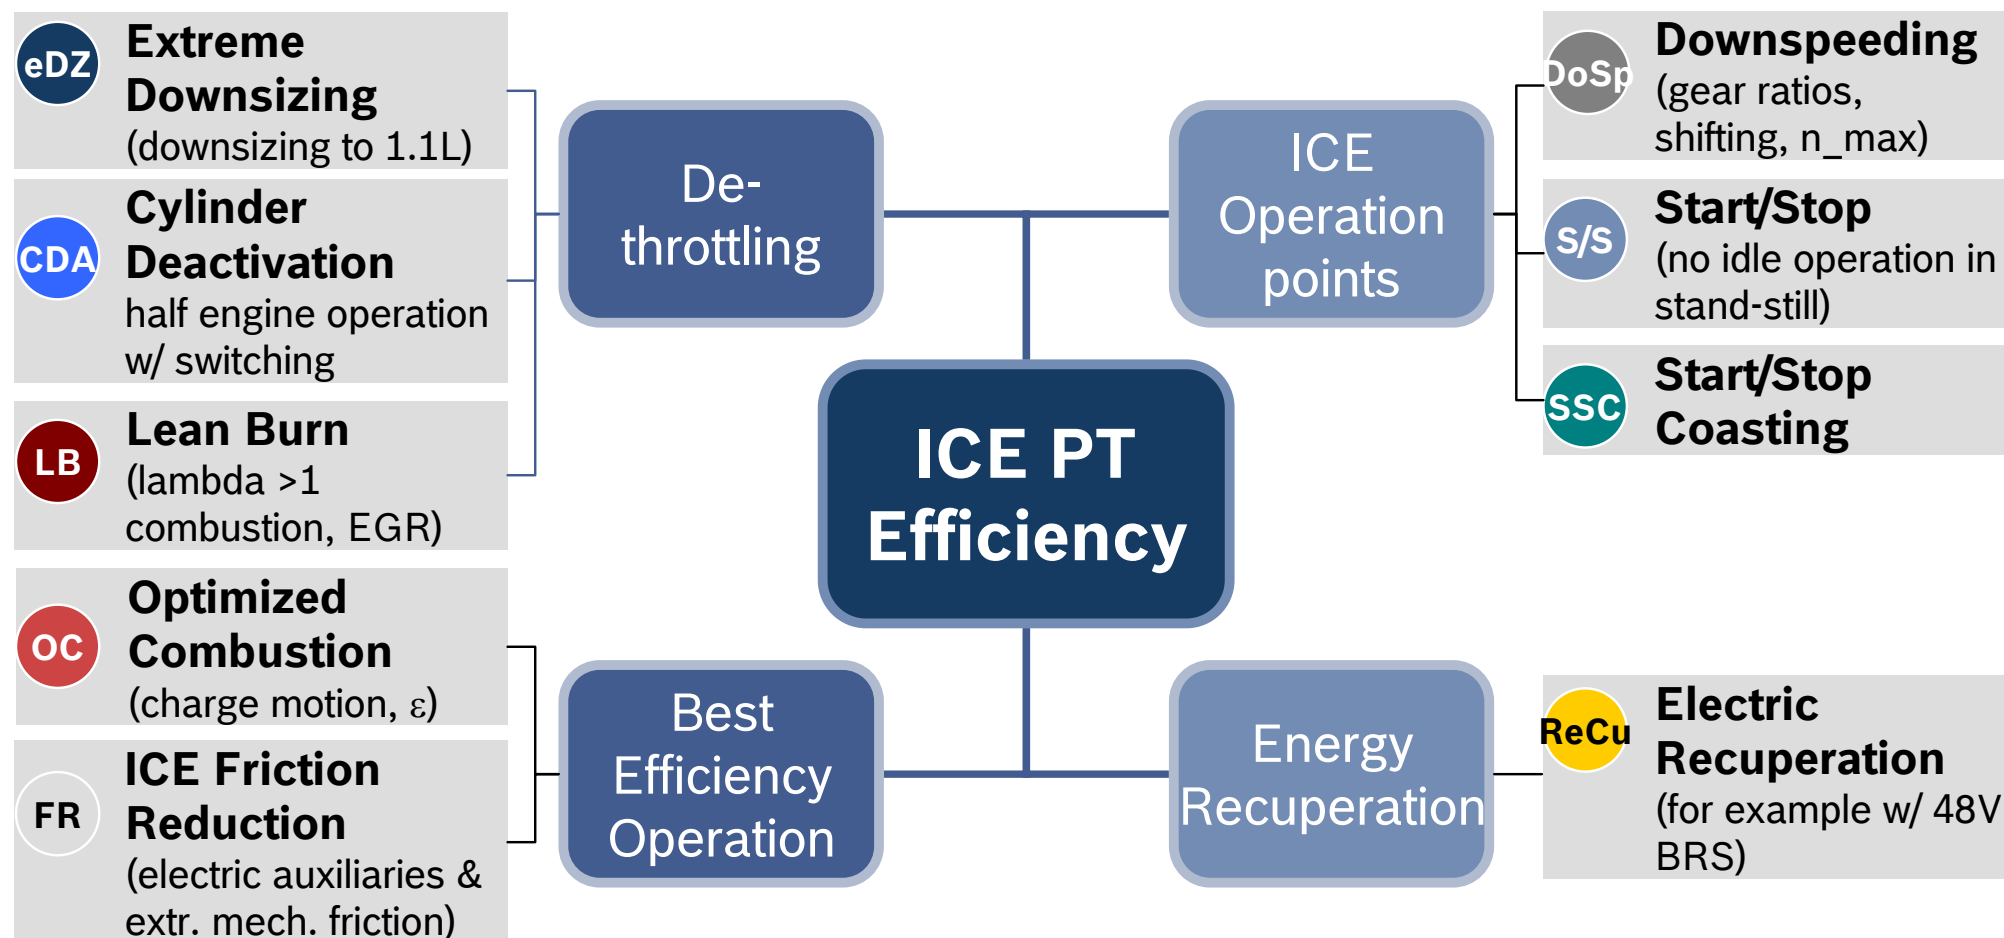 eDZ
Extreme
Downsizing
(downsizing to 1.1L)
CDA
Cylinder
Deactivation
half engine operation
w/ switching
LB
Lean Burn
(lambda >1
combustion, EGR)
OC
Optimized
Combustion
(charge motion, ε)
FR
ICE Friction
Reduction
(electric auxiliaries &
extr. mech. friction)
De-
throttling
Best
Efficiency
Operation
ICE PT
Efficiency
ICE
Operation
points
Energy
Recuperation
DoSp
Downspeeding
(gear ratios,
shifting, n_max)
S/S
Start/Stop
(no idle operation in
stand-still)
SSC
Start/Stop
Coasting
ReCu
Electric
Recuperation
(for example w/ 48V
BRS)